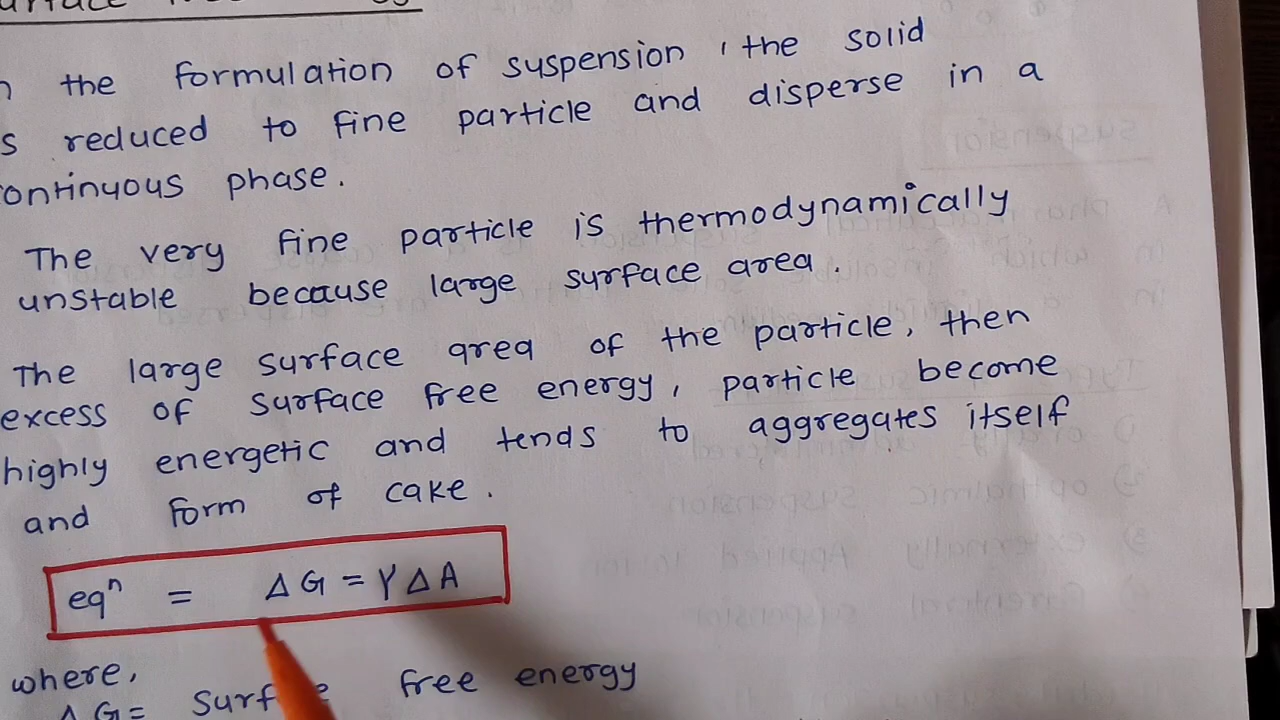 the formulation of suspension, the solid
reduced to fine particle and disperse in a
continuous phase.
The very fine particle is thermodynamically
unstable because large surface area.
The large surface area of the particle, then
excess of surface free energy, particle become
highly energetic and tends to aggregates itself
and form of cake.
eqⁿ = ΔG = γΔA
where,
ΔG = surface free energy